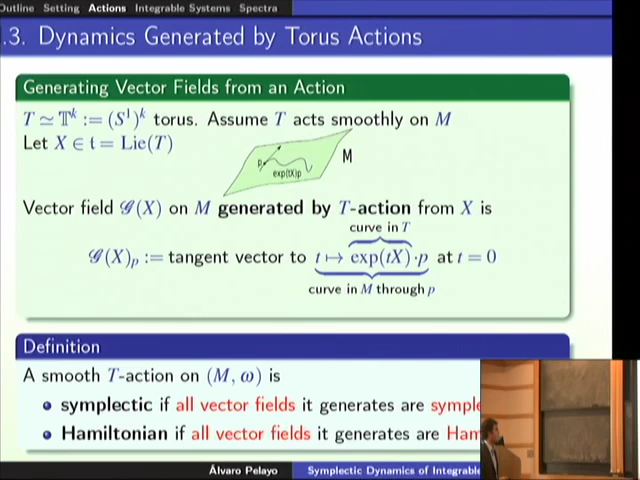 Outline Setting Actions Integrable Systems Spectra
.3. Dynamics Generated by Torus Actions
Generating Vector Fields from an Action
T ≃ 𝕋ᵏ := (S¹)ᵏ torus. Assume T acts smoothly on M
Let X ∈ 𝔱 = Lie(T)
M
p
exp(tX)p
Vector field 𝒢(X) on M generated by T-action from X is
curve in T
𝒢(X)ₚ := tangent vector to t ↦ exp(tX)·p at t = 0
curve in M through p
Definition
A smooth T-action on (M, ω) is
symplectic if all vector fields it generates are symple
Hamiltonian if all vector fields it generates are Ham
Álvaro Pelayo Symplectic Dynamics of Integrable